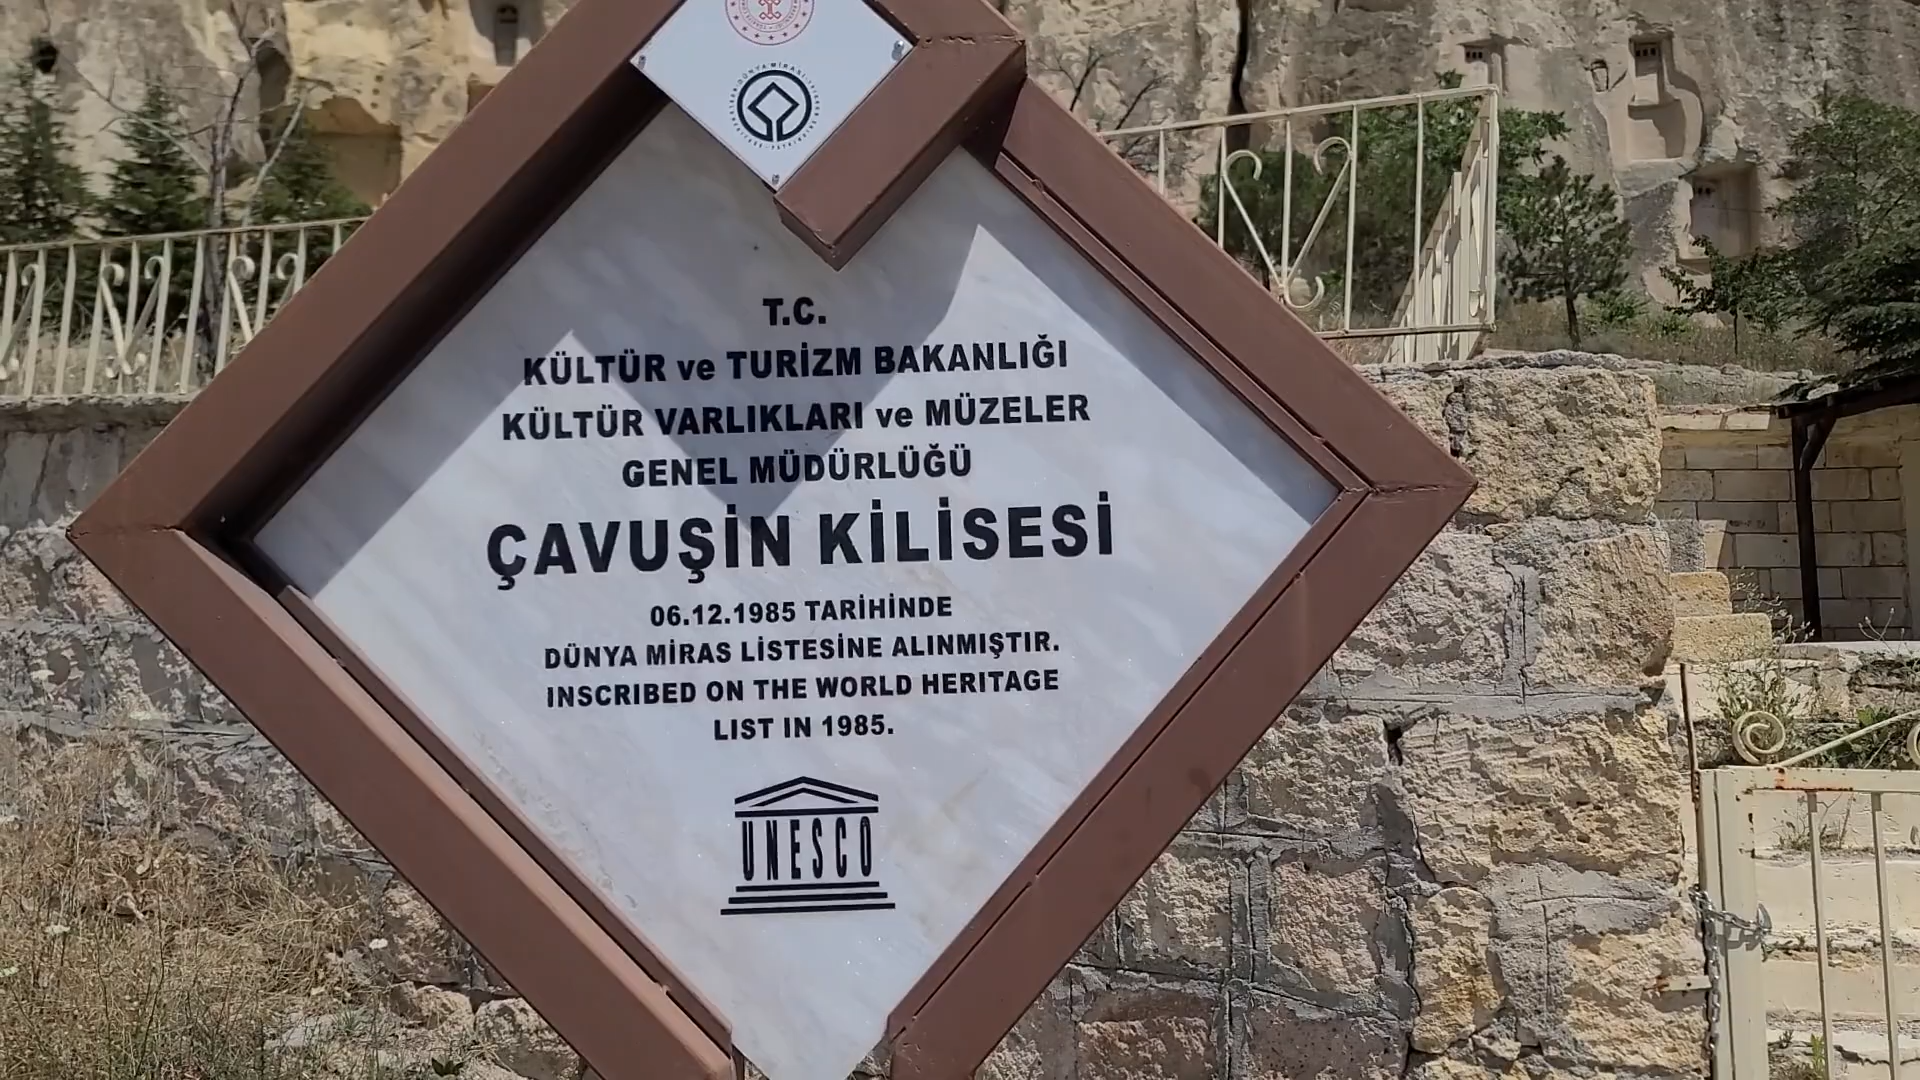 T.C.
KÜLTÜR ve TURİZM BAKANLIĞI
KÜLTÜR VARLIKLARI ve MÜZELER
GENEL MÜDÜRLÜĞÜ
ÇAVUŞİN KİLİSESİ
06.12.1985 TARİHİNDE
DÜNYA MİRAS LİSTESİNE ALINMIŞTIR.
INSCRIBED ON THE WORLD HERITAGE
LIST IN 1985.
UNESCO